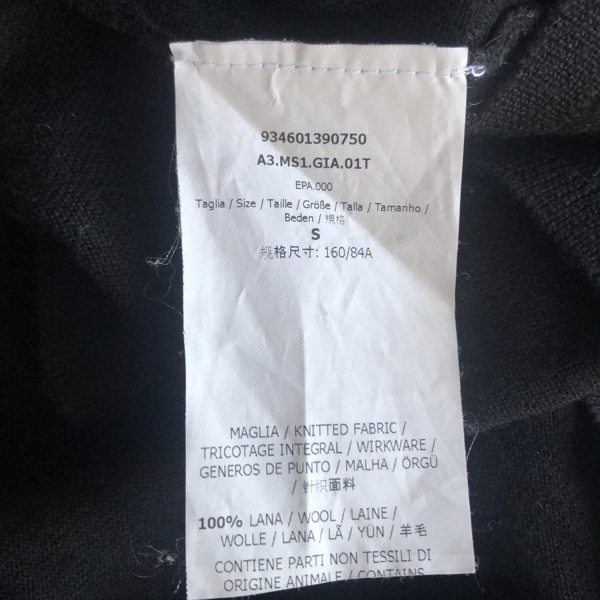 934601390750
A3.MS1.GIA.01T
EPA.000
Taglia / Size / Taille / Größe / Talla / Tamanho /
Beden / 規格
S
规格尺寸: 160/84A
MAGLIA / KNITTED FABRIC /
TRICOTAGE INTEGRAL / WIRKWARE /
GENEROS DE PUNTO / MALHA / ÖRGÜ
/ 针织面料
100% LANA / WOOL / LAINE /
WOLLE / LANA / LÃ / YÜN / 羊毛
CONTIENE PARTI NON TESSILI DI
ORIGINE ANIMALE / CONTAINS